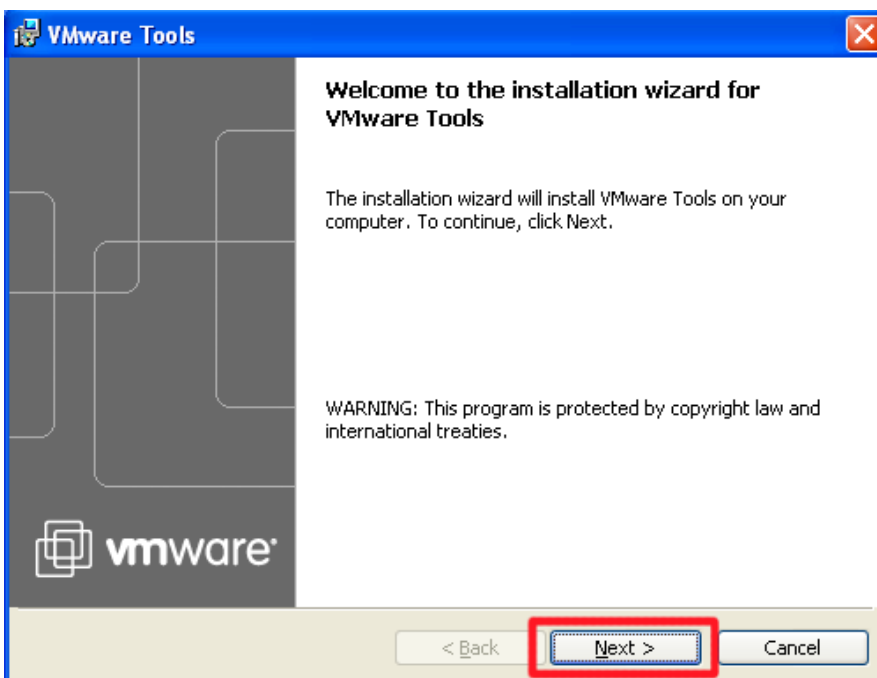 VMware Tools
Welcome to the installation wizard for
VMware Tools
The installation wizard will install VMware Tools on your
computer. To continue, click Next.
WARNING: This program is protected by copyright law and
international treaties.
vmware
< Back
Next >
Cancel